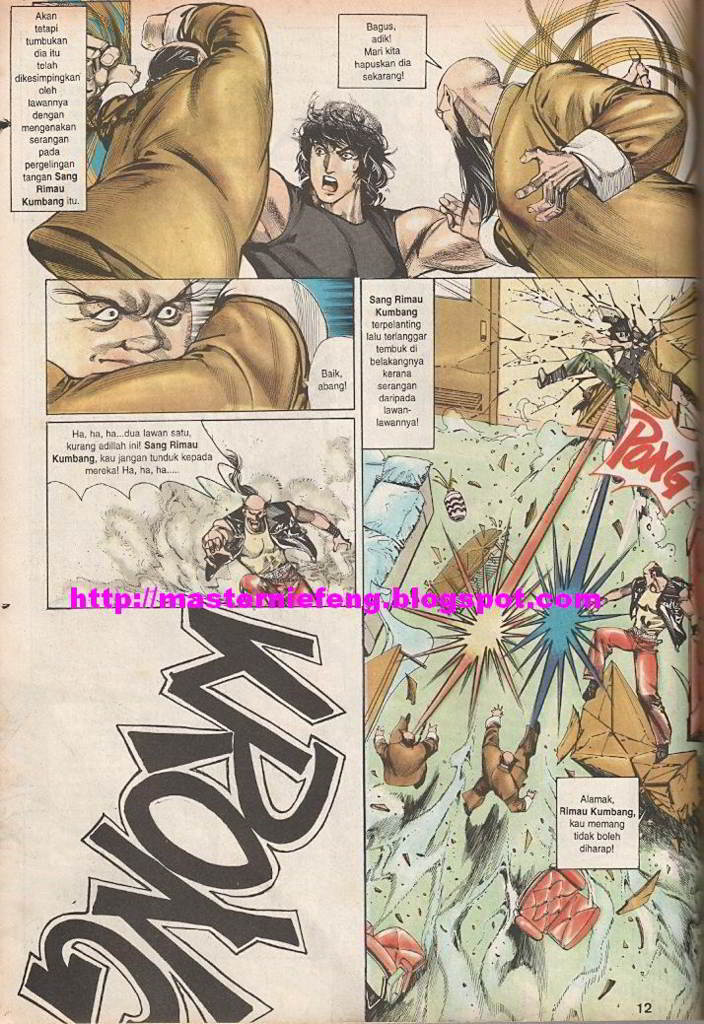 Akan
tetapi
tumbukan
dia itu
telah
dikesimpingkan
oleh
lawannya
dengan
mengenakan
serangan
pada
pergelingan
tangan Sang
Rimau
Kumbang itu.
Bagus,
adik!
Mari kita
hapuskan dia
sekarang!
Baik,
abang!
Sang Rimau
Kumbang
terpelanting
lalu terlanggar
tembuk di
belakangnya
kerana
serangan
daripada
lawan-
lawannya!
PONG
Ha, ha, ha...dua lawan satu,
kurang adillah ini! Sang Rimau
Kumbang, kau jangan tunduk kepada
mereka! Ha, ha, ha.....
http://masterniefeng.blogspot.com
KRIONG
Alamak,
Rimau Kumbang,
kau memang
tidak boleh
diharap!
12